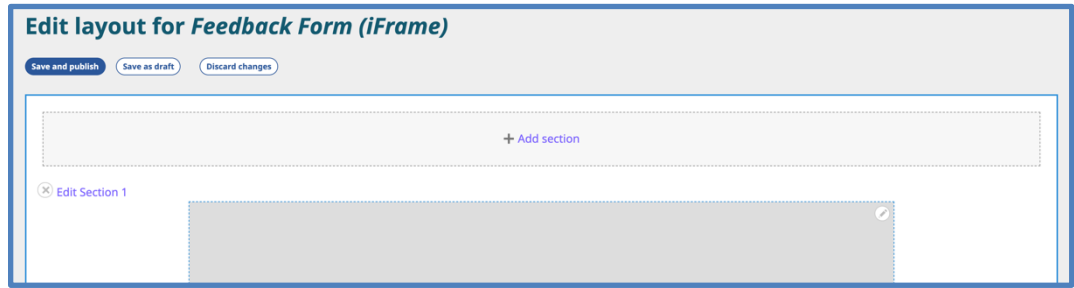 Edit layout for Feedback Form (iFrame)
Save and publish Save as draft Discard changes
+ Add section
Edit Section 1